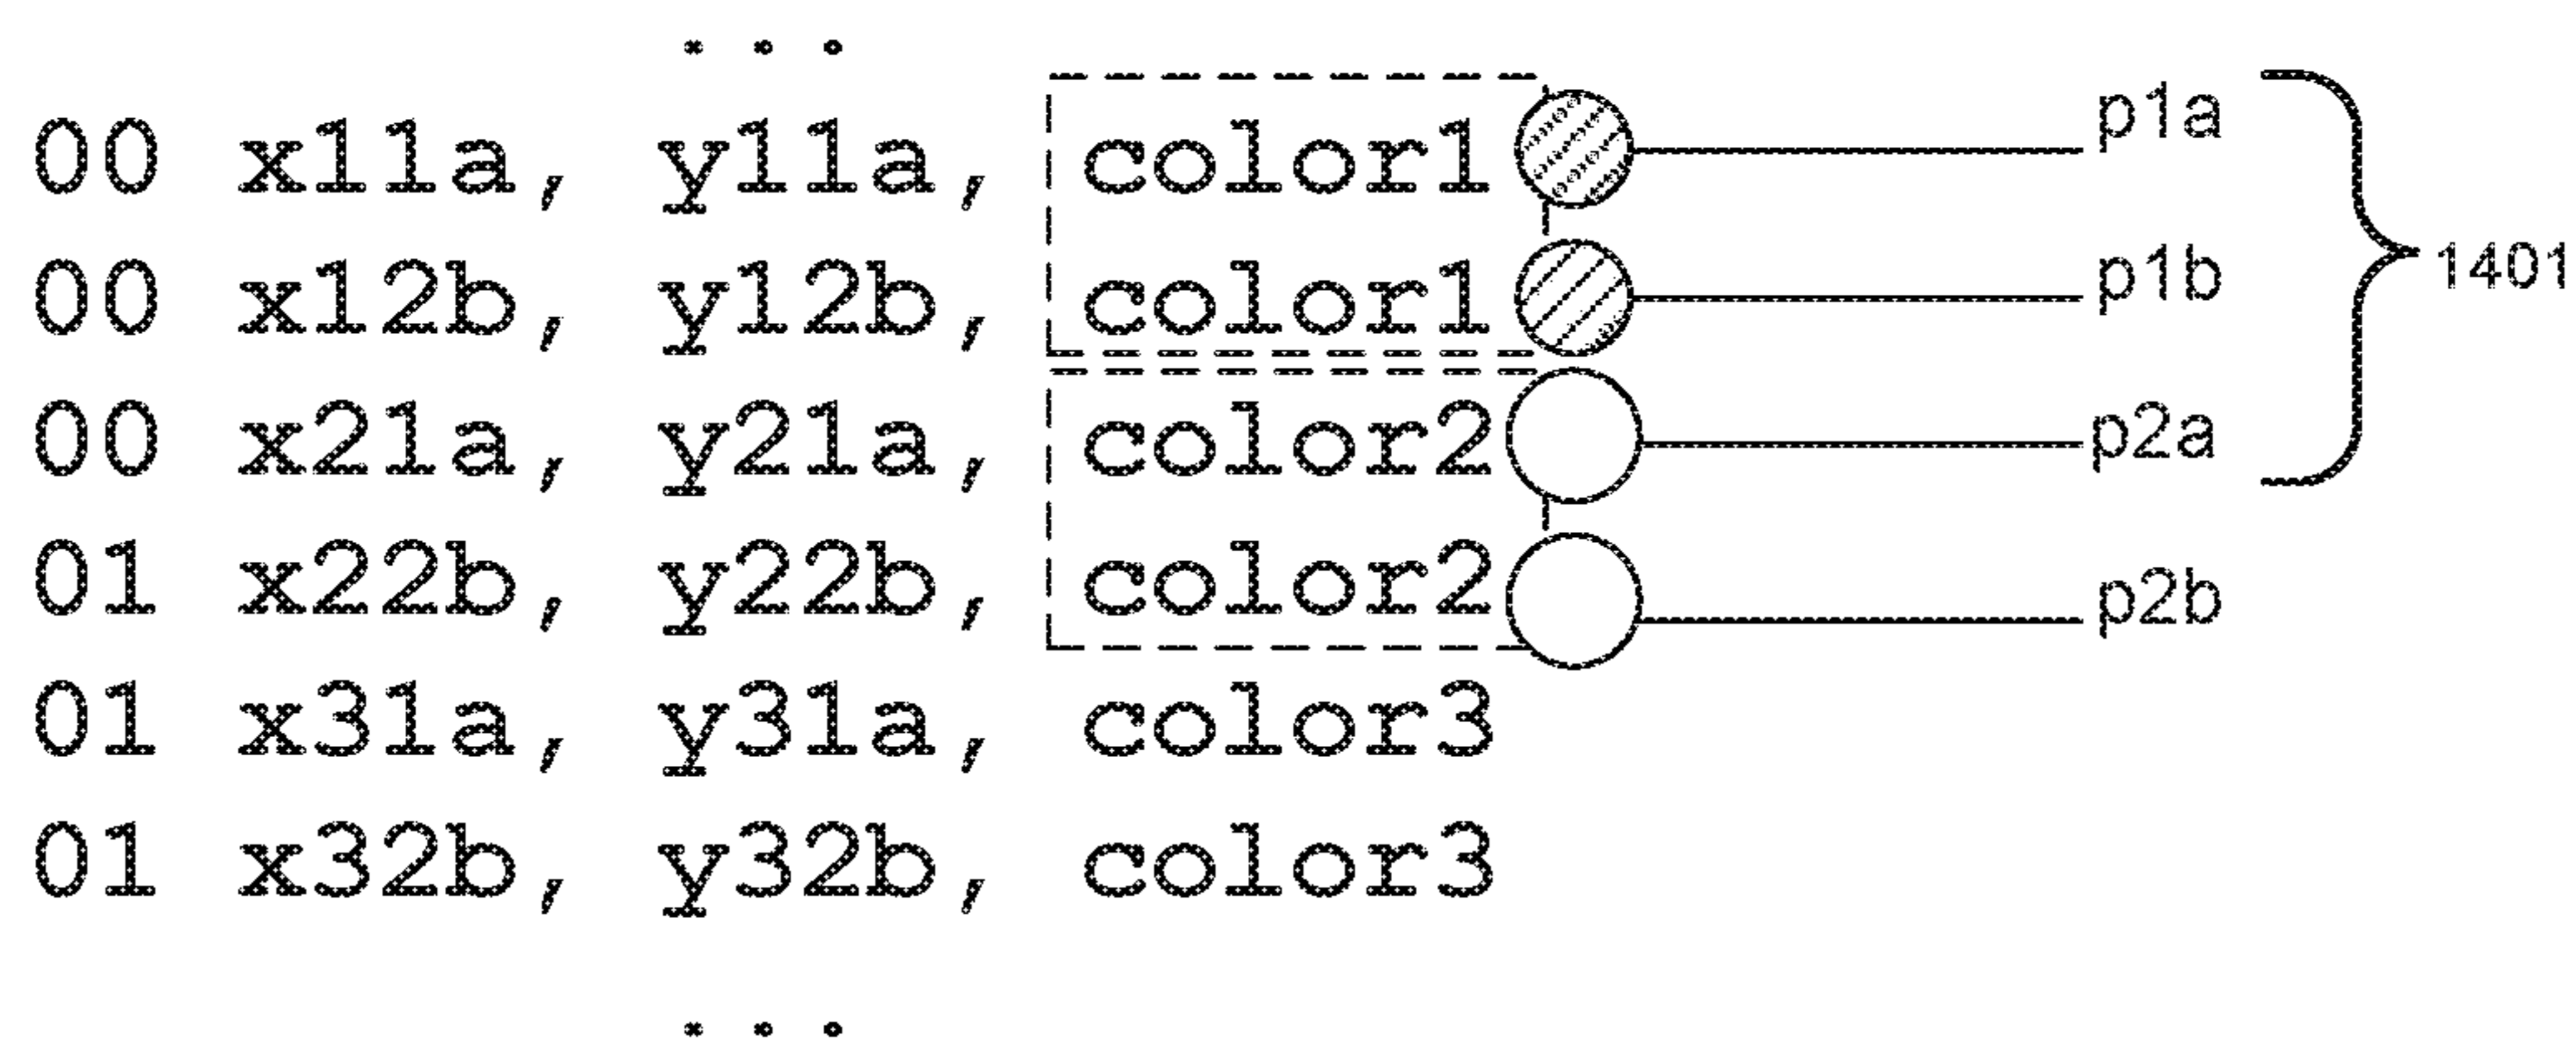 . . .
00 x11a, y11a, color1 p1a
00 x12b, y12b, color1 p1b 1401
00 x21a, y21a, color2 p2a
01 x22b, y22b, color2 p2b
01 x31a, y31a, color3
01 x32b, y32b, color3
. . .